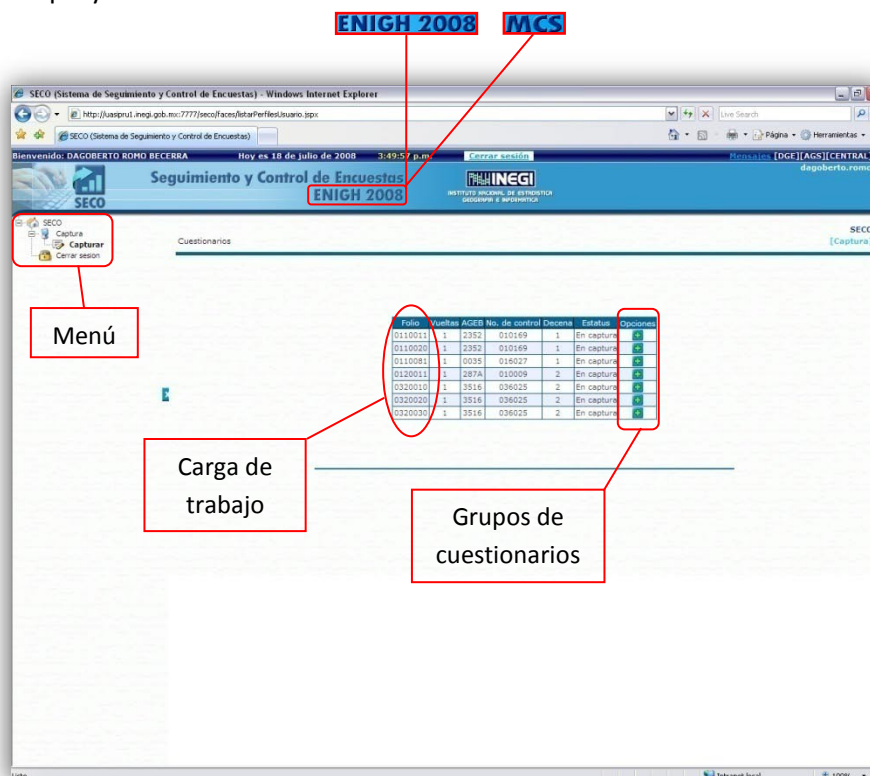 ENIGH 2008 MCS
SECO (Sistema de Seguimiento y Control de Encuestas) - Windows Internet Explorer
http://uasipru1.inegi.gob.mx:7777/seco/faces/listarPerfilesUsuario.jspx
Live Search
SECO (Sistema de Seguimiento y Control de Encuestas)
Página Herramientas
Bienvenido: DAGOBERTO ROMO BECERRA Hoy es 18 de julio de 2008 3:49:57 p.m. Cerrar sesión Mensajes [DGE][AGS][CENTRAL]
dagoberto.romo
Seguimiento y Control de Encuestas
ENIGH 2008
INEGI
INSTITUTO NACIONAL DE ESTADISTICA
GEOGRAFIA E INFORMATICA
SECO
SECO
Captura
Capturar
Cerrar sesion
Cuestionarios
SECO
[Captura]
Menú
Folio Vueltas AGEB No. de control Decena Estatus Opciones
0110011 1 2352 010169 1 En captura
0110020 1 2352 010169 1 En captura
0110081 1 0035 016027 1 En captura
0120011 1 287A 010009 2 En captura
0320010 1 3516 036025 2 En captura
0320020 1 3516 036025 2 En captura
0320030 1 3516 036025 2 En captura
Carga de
trabajo
Grupos de
cuestionarios